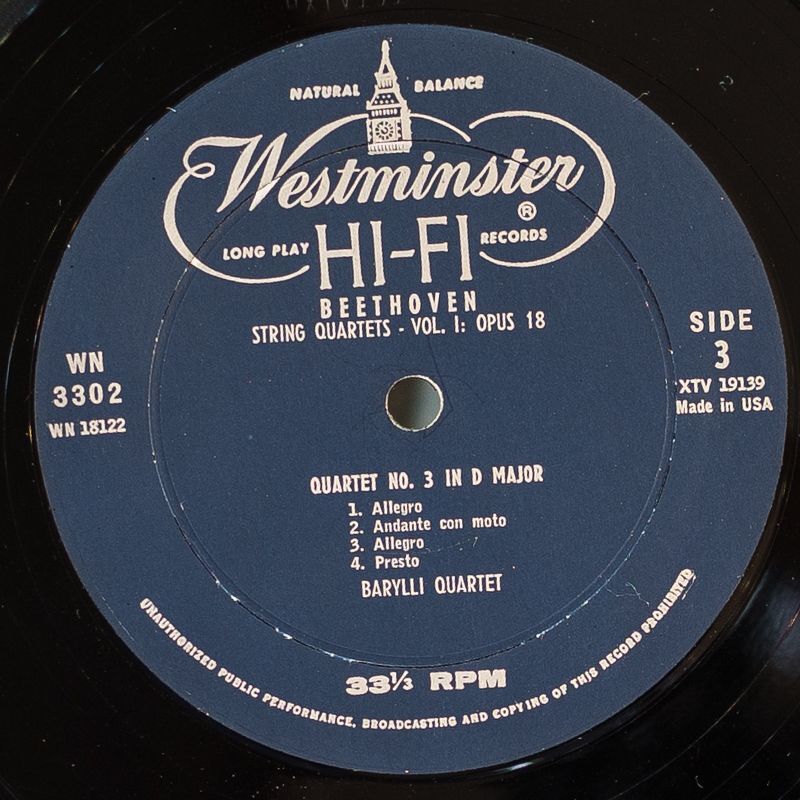 NATURAL BALANCE
Westminster
®
LONG PLAY HI-FI RECORDS
BEETHOVEN
STRING QUARTETS - VOL. I: OPUS 18
WN
3302
WN 18122
SIDE
3
XTV 19139
Made in USA
QUARTET NO. 3 IN D MAJOR
1. Allegro
2. Andante con moto
3. Allegro
4. Presto
BARYLLI QUARTET
33⅓ RPM
UNAUTHORIZED PUBLIC PERFORMANCE, BROADCASTING AND COPYING OF THIS RECORD PROHIBITED